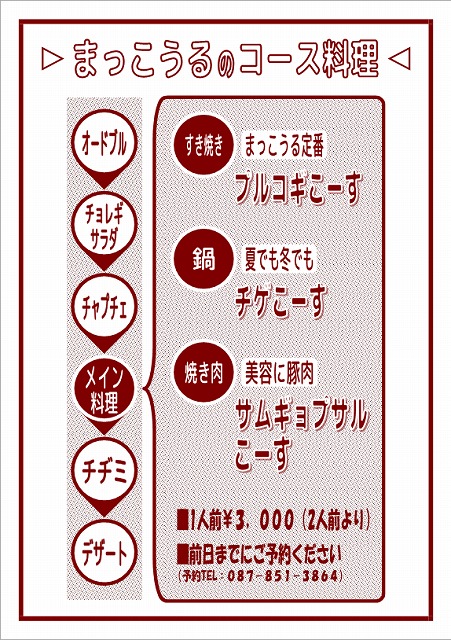 ▷まっこうるのコース料理◁
オードブル
チョレギ
サラダ
チャプチェ
メイン
料理
チヂミ
デザート
すき焼き
まっこうる定番
プルコギこーす
鍋
夏でも冬でも
チゲこーす
焼き肉
美容に豚肉
サムギョプサル
こーす
■1人前¥3,000(2人前より)
■前日までにご予約ください
(予約TEL:087-851-3864)